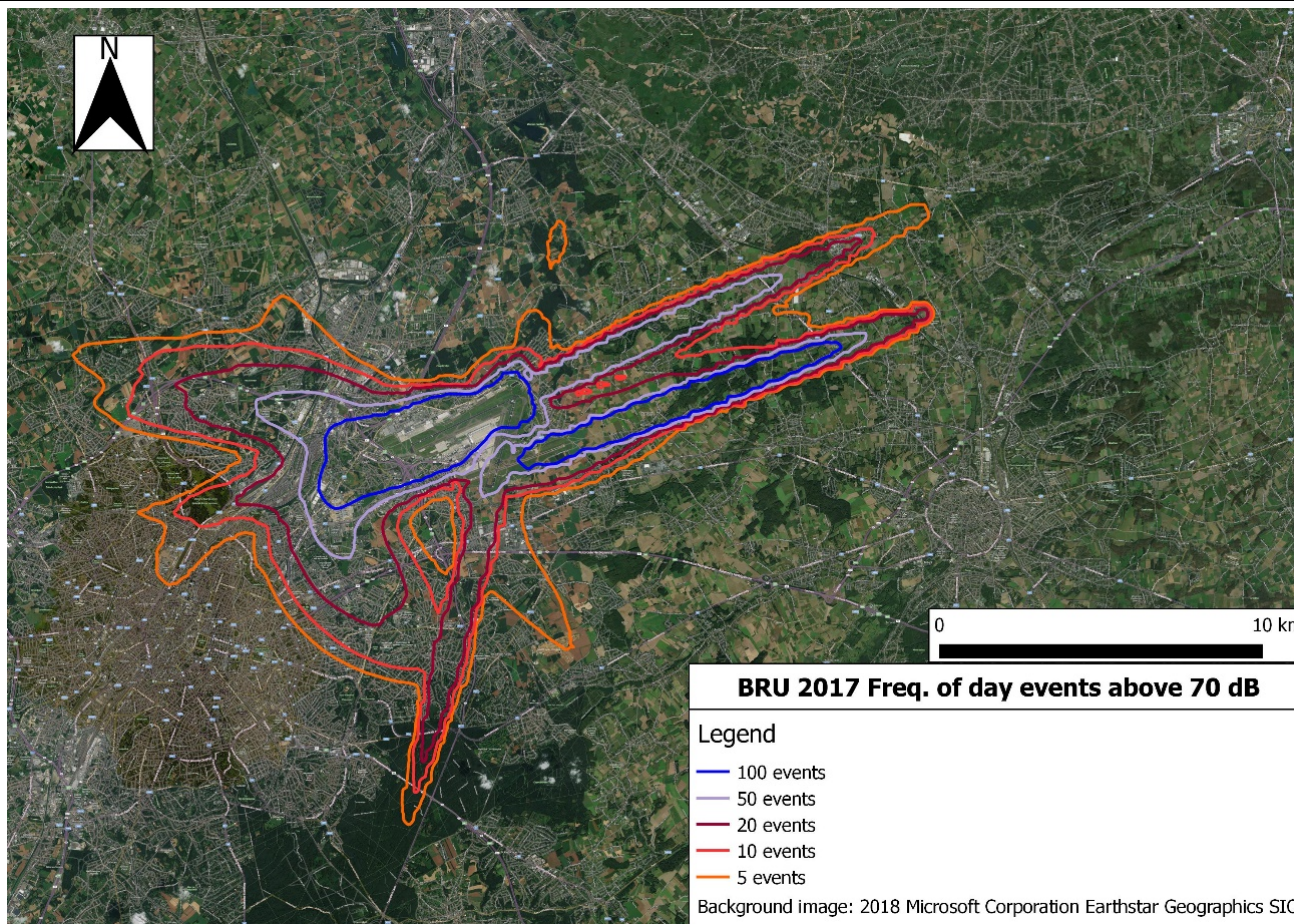 N
0 10 km
BRU 2017 Freq. of day events above 70 dB
Legend
100 events
50 events
20 events
10 events
5 events
Background image: 2018 Microsoft Corporation Earthstar Geographics SIO